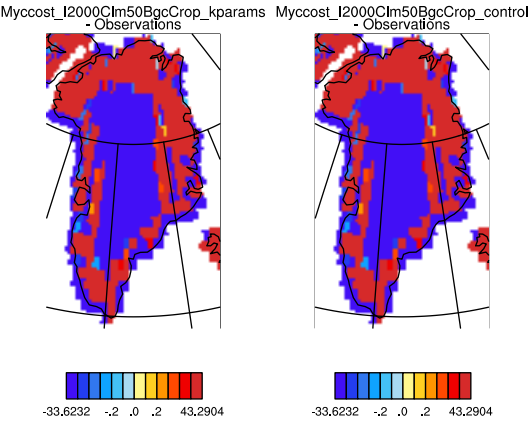 Myccost_I2000Clm50BgcCrop_kparams
- Observations
Myccost_I2000Clm50BgcCrop_control
- Observations
-33.6232 -.2 .0 .2 43.2904
-33.6232 -.2 .0 .2 43.2904